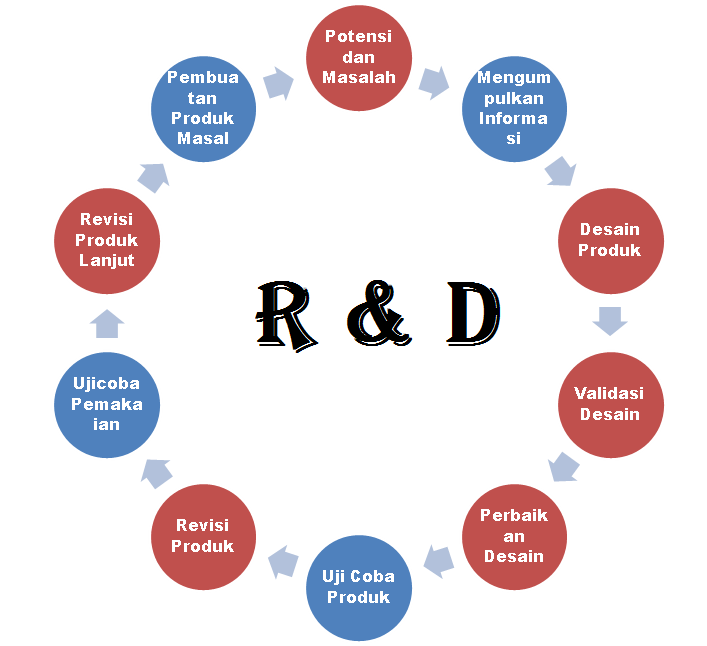 Potensi
dan
Masalah
Mengum
pulkan
Informa
si
Desain
Produk
Validasi
Desain
Perbaik
an
Desain
Uji Coba
Produk
Revisi
Produk
Ujicoba
Pemaka
ian
Revisi
Produk
Lanjut
Pembua
tan
Produk
Masal
R & D